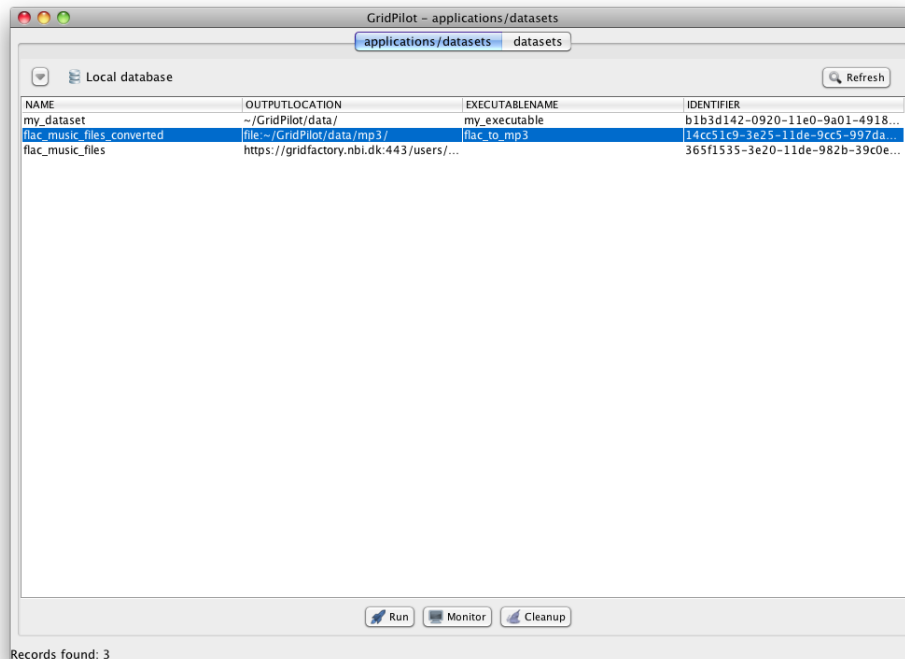 GridPilot – applications/datasets
applications/datasets datasets
Local database Refresh
NAME OUTPUTLOCATION EXECUTABLENAME IDENTIFIER
my_dataset ~/GridPilot/data/ my_executable b1b3d142-0920-11e0-9a01-4918...
flac_music_files_converted file:~/GridPilot/data/mp3/ flac_to_mp3 14cc51c9-3e25-11de-9cc5-997da...
flac_music_files https://gridfactory.nbi.dk:443/users/... 365f1535-3e20-11de-982b-39c0e...
Run Monitor Cleanup
Records found: 3